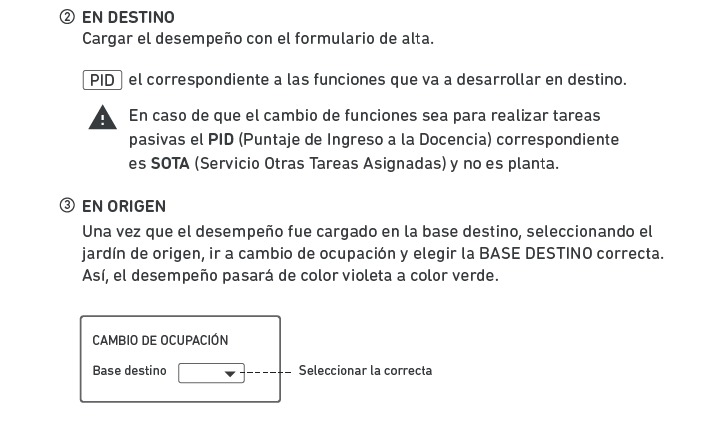 ② EN DESTINO
Cargar el desempeño con el formulario de alta.
PID el correspondiente a las funciones que va a desarrollar en destino.
En caso de que el cambio de funciones sea para realizar tareas
pasivas el PID (Puntaje de Ingreso a la Docencia) correspondiente
es SOTA (Servicio Otras Tareas Asignadas) y no es planta.
③ EN ORIGEN
Una vez que el desempeño fue cargado en la base destino, seleccionando el
jardín de origen, ir a cambio de ocupación y elegir la BASE DESTINO correcta.
Así, el desempeño pasará de color violeta a color verde.
CAMBIO DE OCUPACIÓN
Base destino Seleccionar la correcta